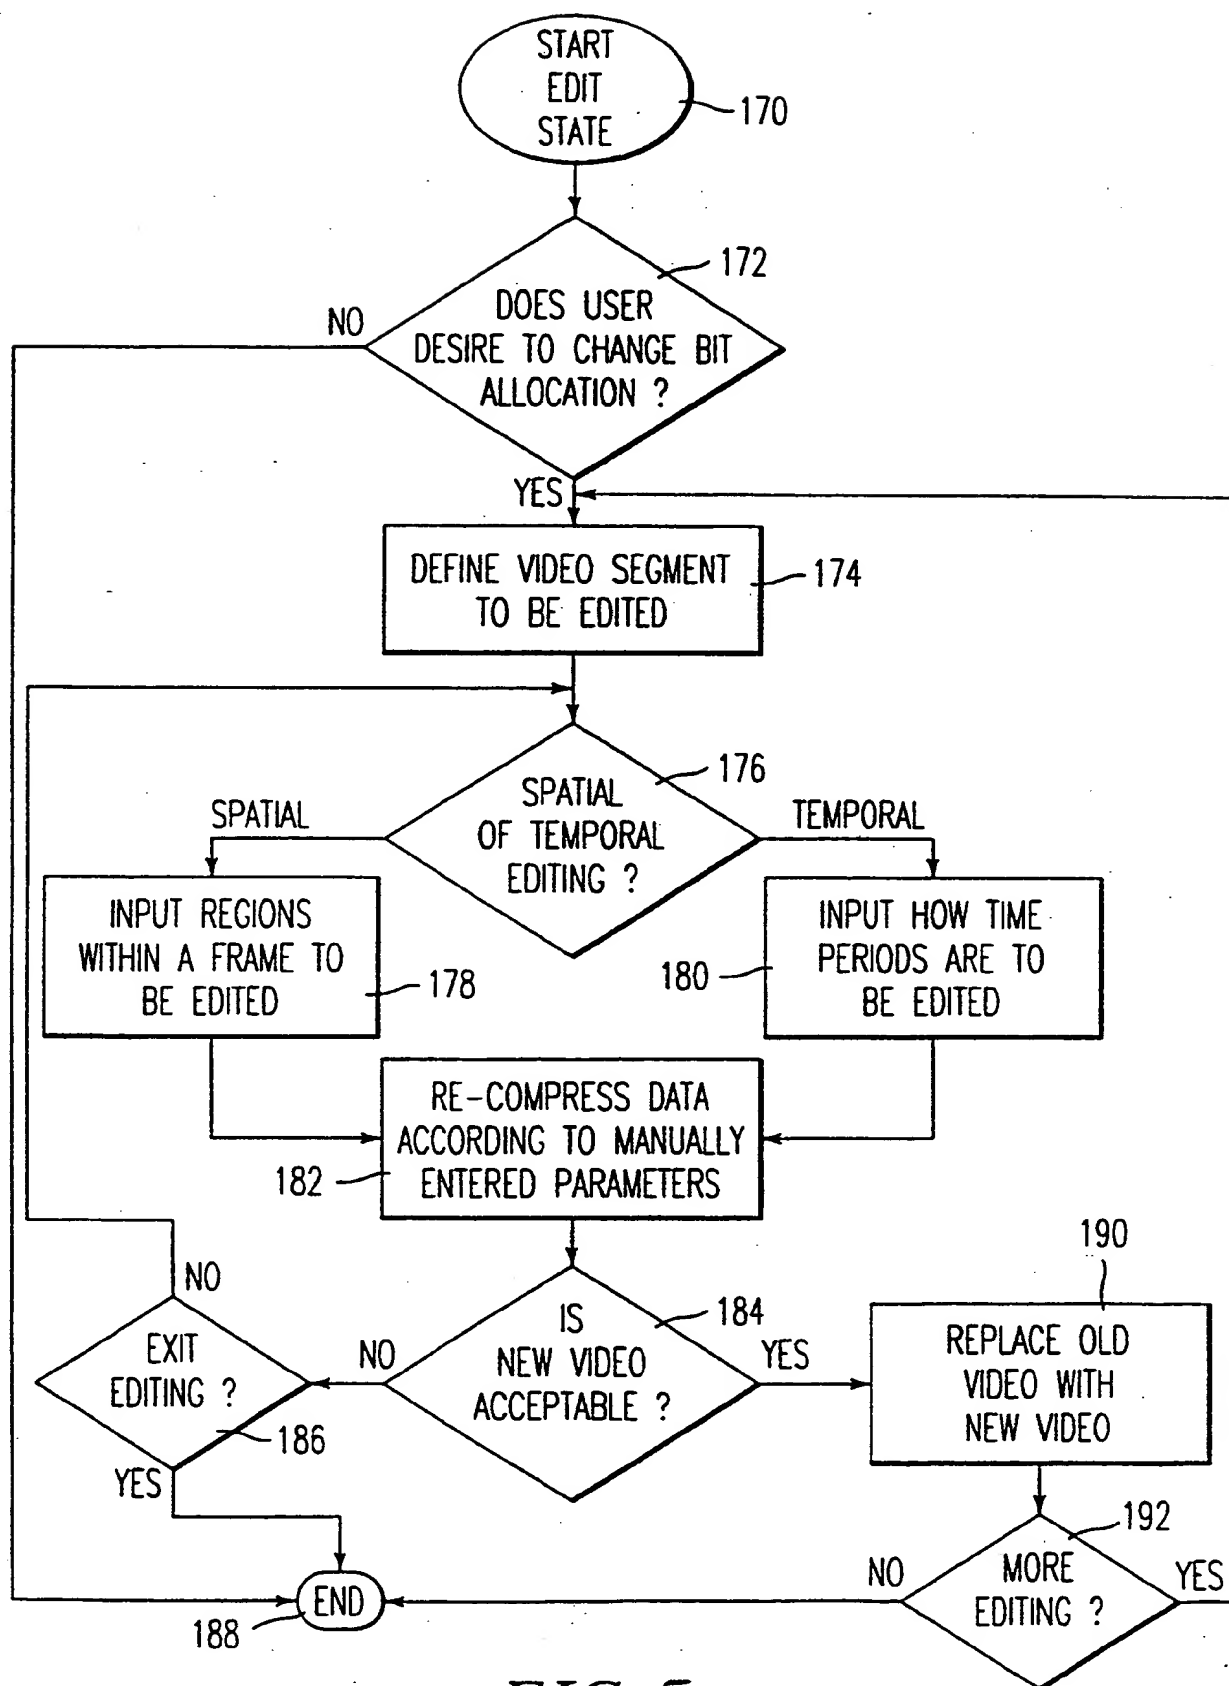 START
EDIT
STATE
170
172
DOES USER
DESIRE TO CHANGE BIT
ALLOCATION ?
NO
YES
DEFINE VIDEO SEGMENT
TO BE EDITED
174
176
SPATIAL
OF TEMPORAL
EDITING ?
SPATIAL
TEMPORAL
INPUT REGIONS
WITHIN A FRAME TO
BE EDITED
178
INPUT HOW TIME
PERIODS ARE TO
BE EDITED
180
RE-COMPRESS DATA
ACCORDING TO MANUALLY
ENTERED PARAMETERS
182
IS
NEW VIDEO
ACCEPTABLE ?
184
NO
YES
EXIT
EDITING ?
186
NO
YES
190
REPLACE OLD
VIDEO WITH
NEW VIDEO
192
MORE
EDITING ?
NO
YES
END
188